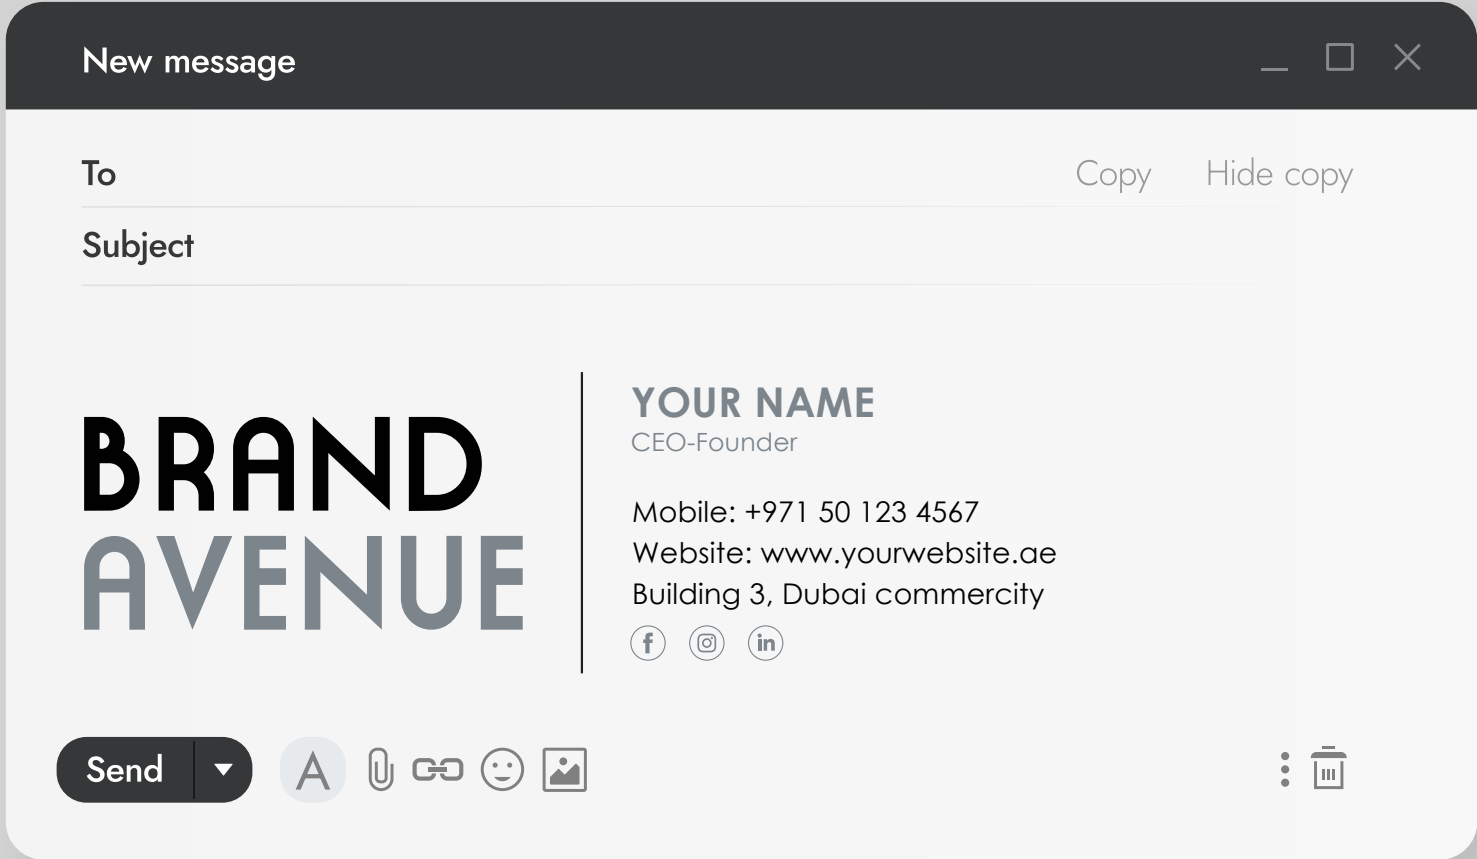 New message
To
Copy Hide copy
Subject
BRAND
AVENUE
YOUR NAME
CEO-Founder
Mobile: +971 50 123 4567
Website: www.yourwebsite.ae
Building 3, Dubai commercity
Send
A